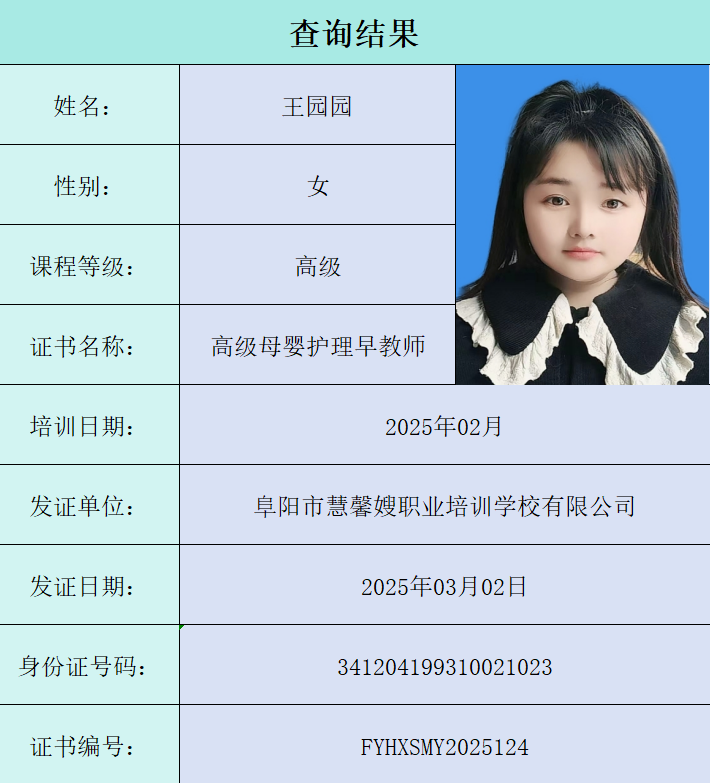 查询结果
姓名： 王园园
性别： 女
课程等级： 高级
证书名称： 高级母婴护理早教师
培训日期： 2025年02月
发证单位： 阜阳市慧馨嫂职业培训学校有限公司
发证日期： 2025年03月02日
身份证号码： 341204199310021023
证书编号： FYHXSMY2025124